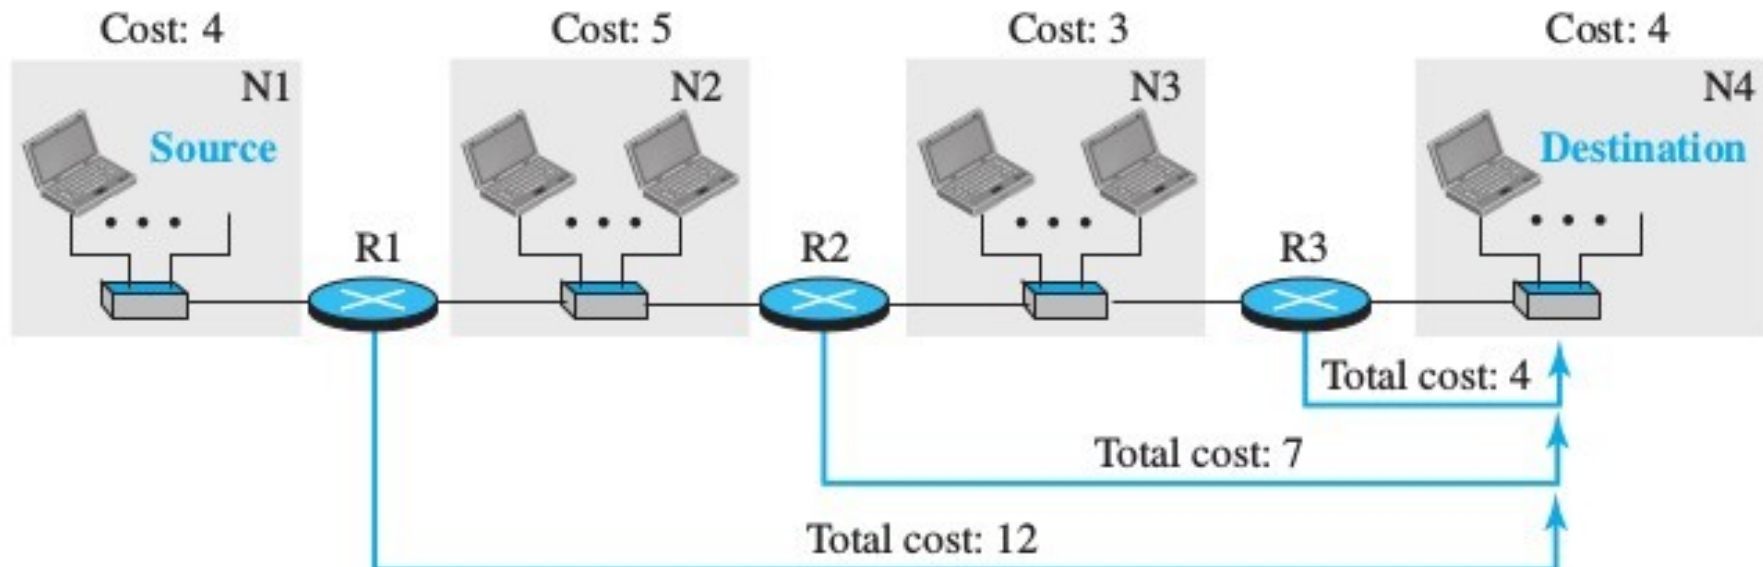 Cost: 4 Cost: 5 Cost: 3 Cost: 4
N1 N2 N3 N4
Source Destination
R1 R2 R3
Total cost: 4
Total cost: 7
Total cost: 12